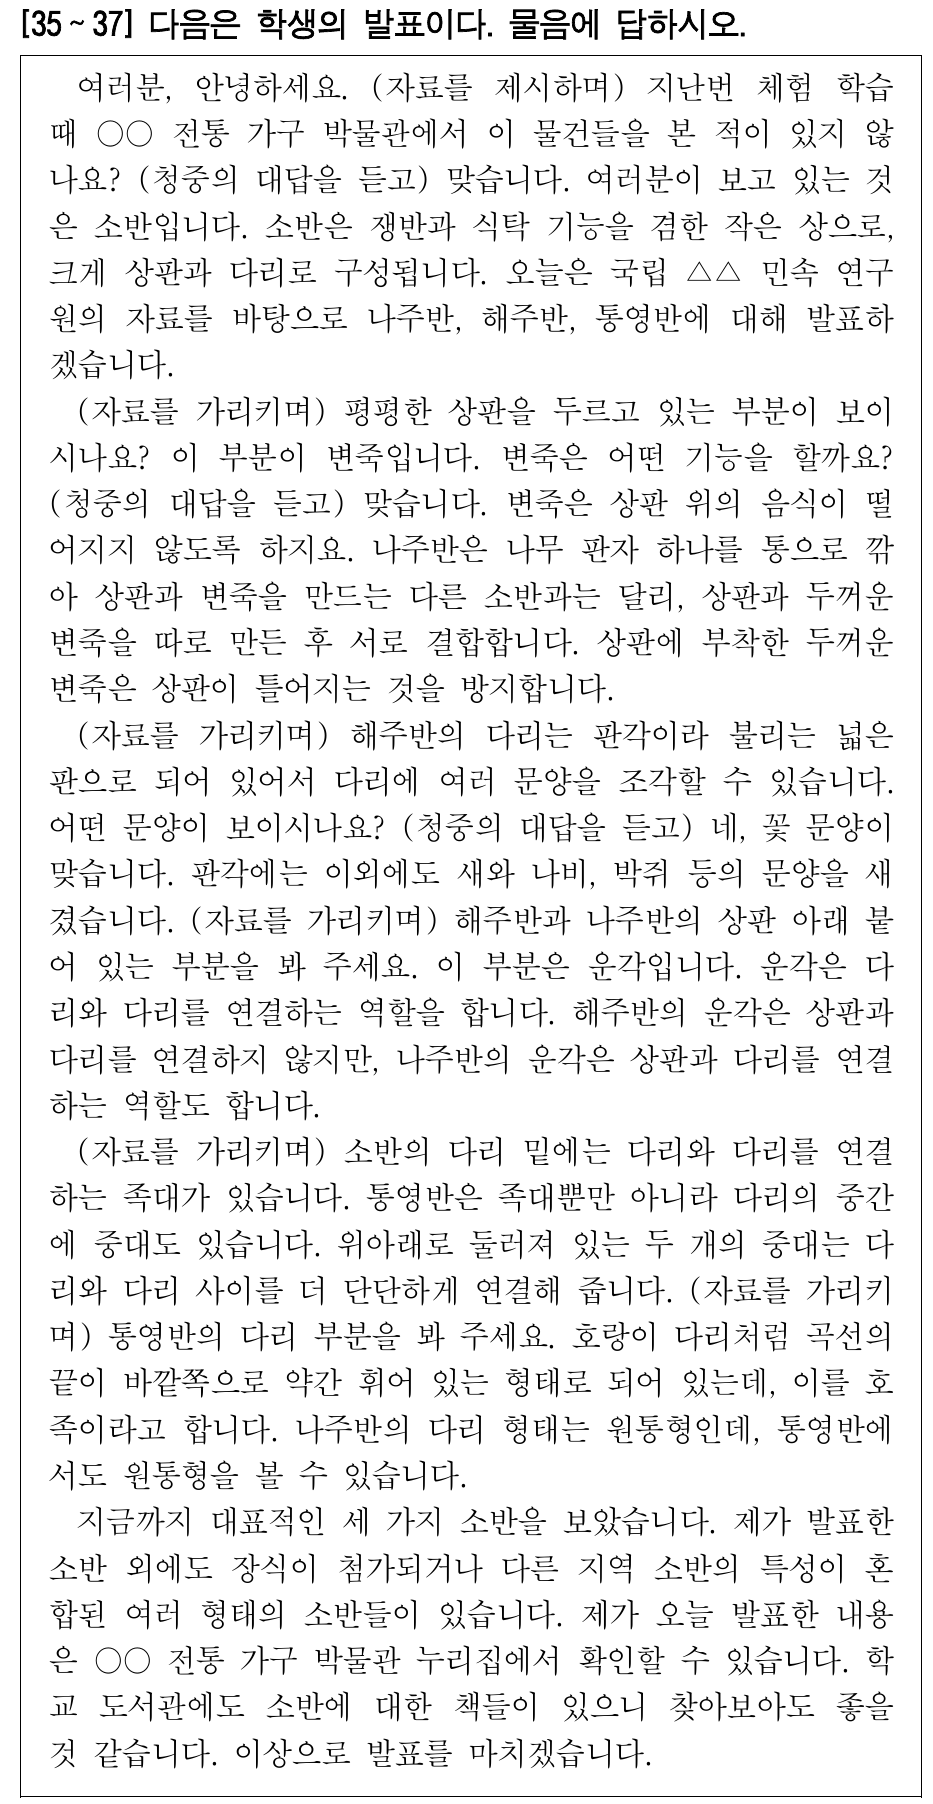 [35~37] 다음은 학생의 발표이다. 물음에 답하시오.
여러분, 안녕하세요. (자료를 제시하며) 지난번 체험 학습
때 ○○ 전통 가구 박물관에서 이 물건들을 본 적이 있지 않
나요? (청중의 대답을 듣고) 맞습니다. 여러분이 보고 있는 것
은 소반입니다. 소반은 쟁반과 식탁 기능을 겸한 작은 상으로,
크게 상판과 다리로 구성됩니다. 오늘은 국립 △△ 민속 연구
원의 자료를 바탕으로 나주반, 해주반, 통영반에 대해 발표하
겠습니다.
(자료를 가리키며) 평평한 상판을 두르고 있는 부분이 보이
시나요? 이 부분이 변죽입니다. 변죽은 어떤 기능을 할까요?
(청중의 대답을 듣고) 맞습니다. 변죽은 상판 위의 음식이 떨
어지지 않도록 하지요. 나주반은 나무 판자 하나를 통으로 깎
아 상판과 변죽을 만드는 다른 소반과는 달리, 상판과 두꺼운
변죽을 따로 만든 후 서로 결합합니다. 상판에 부착한 두꺼운
변죽은 상판이 틀어지는 것을 방지합니다.
(자료를 가리키며) 해주반의 다리는 판각이라 불리는 넓은
판으로 되어 있어서 다리에 여러 문양을 조각할 수 있습니다.
어떤 문양이 보이시나요? (청중의 대답을 듣고) 네, 꽃 문양이
맞습니다. 판각에는 이외에도 새와 나비, 박쥐 등의 문양을 새
겼습니다. (자료를 가리키며) 해주반과 나주반의 상판 아래 붙
어 있는 부분을 봐 주세요. 이 부분은 운각입니다. 운각은 다
리와 다리를 연결하는 역할을 합니다. 해주반의 운각은 상판과
다리를 연결하지 않지만, 나주반의 운각은 상판과 다리를 연결
하는 역할도 합니다.
(자료를 가리키며) 소반의 다리 밑에는 다리와 다리를 연결
하는 족대가 있습니다. 통영반은 족대뿐만 아니라 다리의 중간
에 중대도 있습니다. 위아래로 둘러져 있는 두 개의 중대는 다
리와 다리 사이를 더 단단하게 연결해 줍니다. (자료를 가리키
며) 통영반의 다리 부분을 봐 주세요. 호랑이 다리처럼 곡선의
끝이 바깥쪽으로 약간 휘어 있는 형태로 되어 있는데, 이를 호
족이라고 합니다. 나주반의 다리 형태는 원통형인데, 통영반에
서도 원통형을 볼 수 있습니다.
지금까지 대표적인 세 가지 소반을 보았습니다. 제가 발표한
소반 외에도 장식이 첨가되거나 다른 지역 소반의 특성이 혼
합된 여러 형태의 소반들이 있습니다. 제가 오늘 발표한 내용
은 ○○ 전통 가구 박물관 누리집에서 확인할 수 있습니다. 학
교 도서관에도 소반에 대한 책들이 있으니 찾아보아도 좋을
것 같습니다. 이상으로 발표를 마치겠습니다.